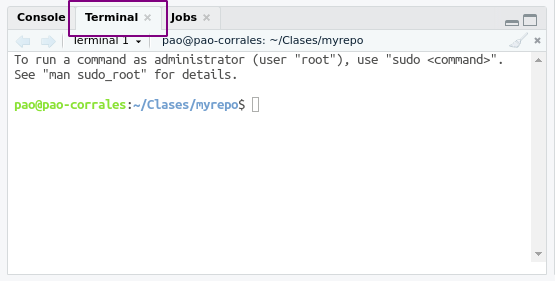 Console Terminal Jobs
Terminal 1 pao@pao-corrales: ~/Clases/myrepo
To run a command as administrator (user "root"), use "sudo <command>".
See "man sudo_root" for details.
pao@pao-corrales:~/Clases/myrepo$